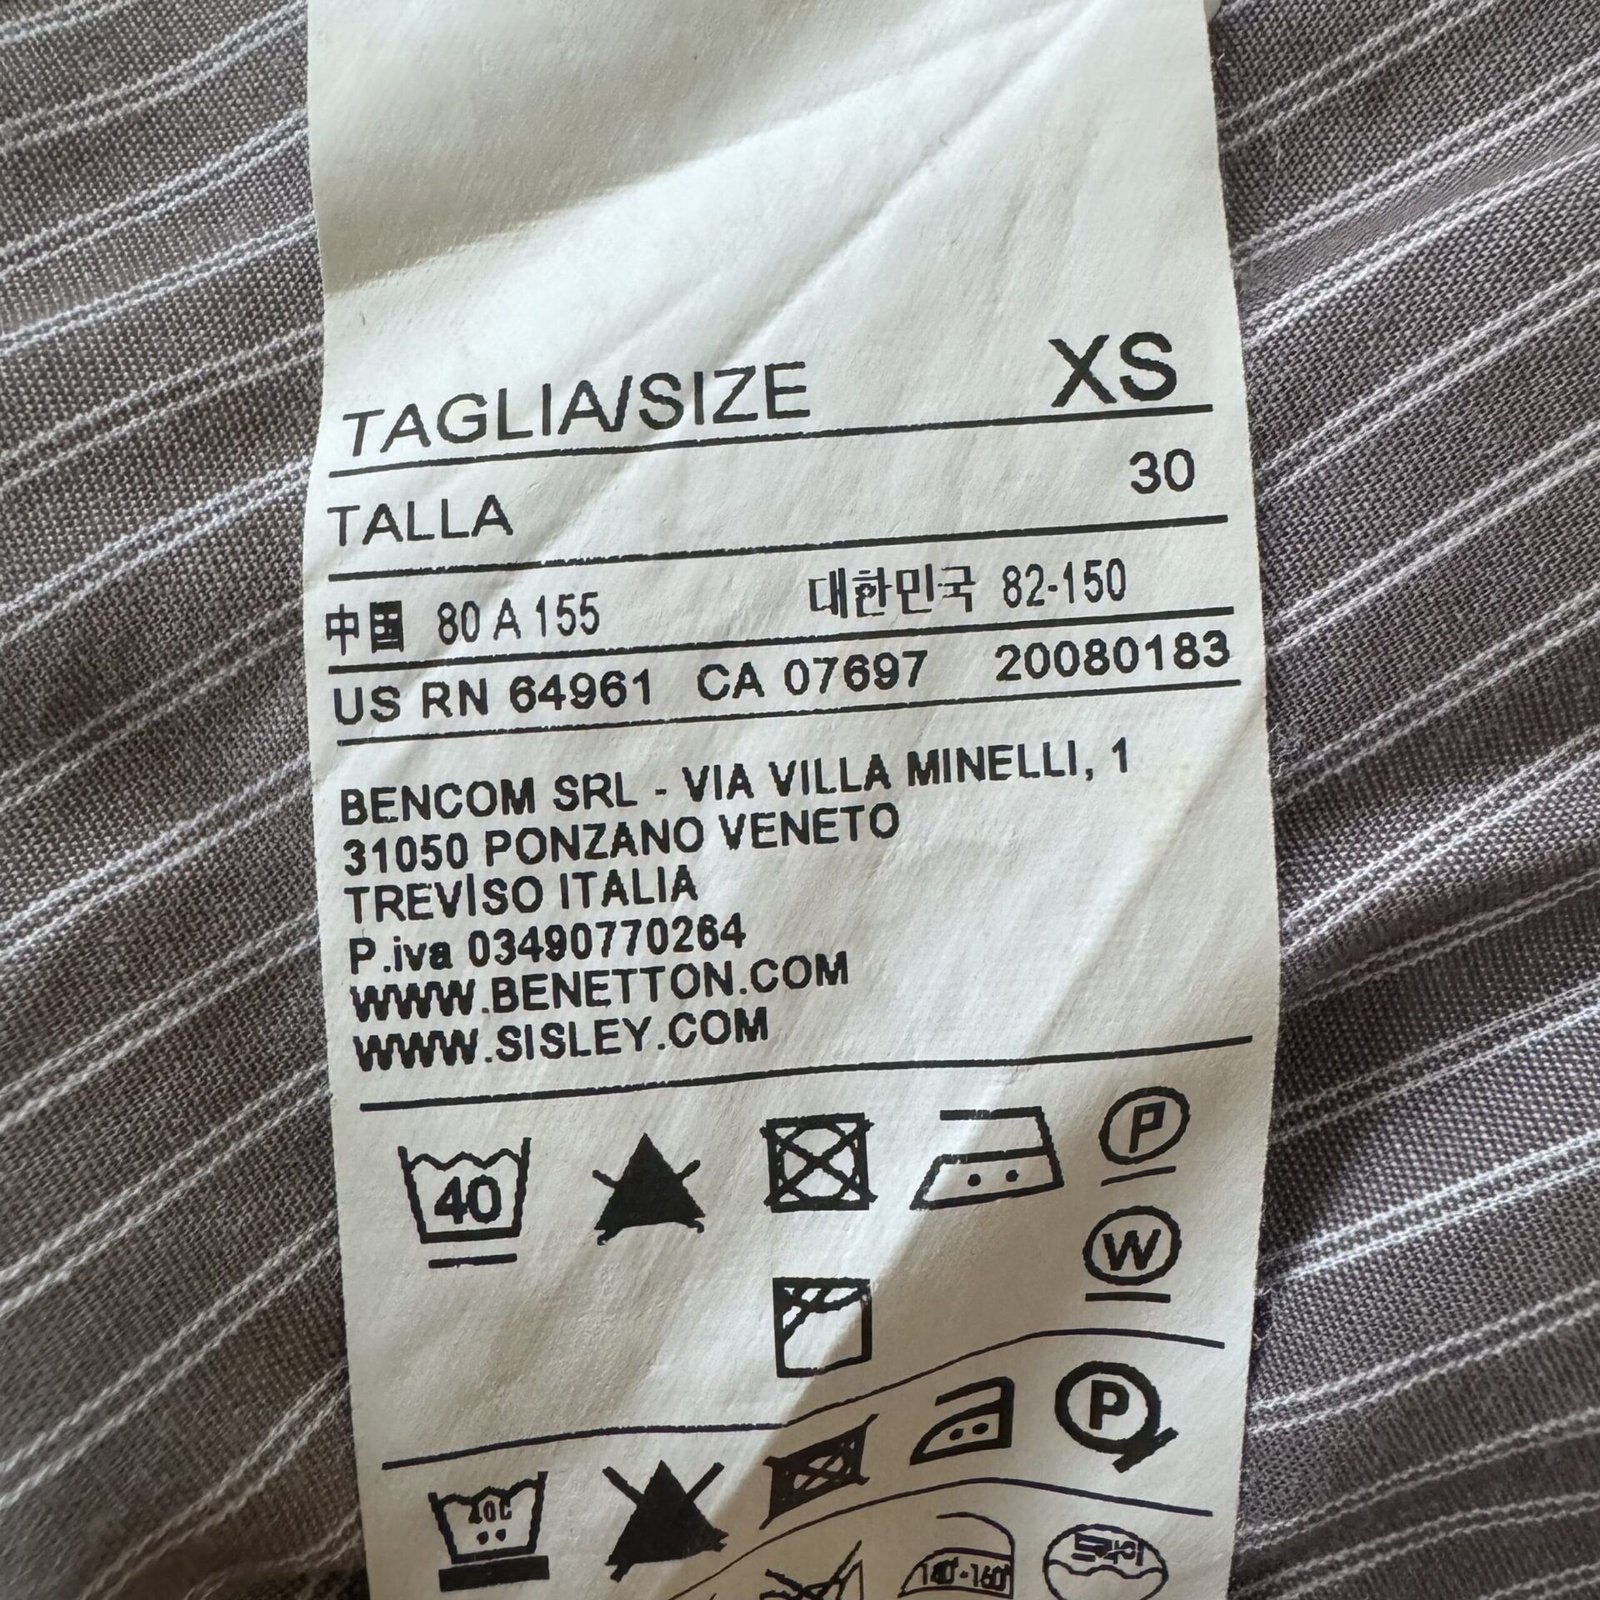 TAGLIA/SIZE XS
TALLA 30
中国 80 A 155 대한민국 82-150
US RN 64961 CA 07697 20080183
BENCOM SRL - VIA VILLA MINELLI, 1
31050 PONZANO VENETO
TREVISO ITALIA
P.iva 03490770264
WWW.BENETTON.COM
WWW.SISLEY.COM
40 P
W
P
40C
160°